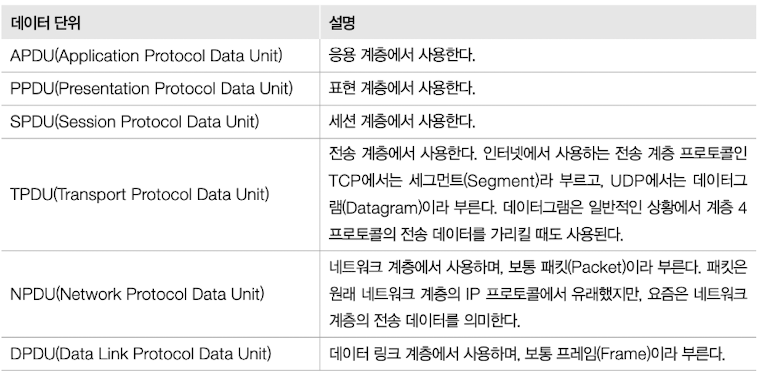 데이터 단위 설명
APDU(Application Protocol Data Unit) 응용 계층에서 사용한다.
PPDU(Presentation Protocol Data Unit) 표현 계층에서 사용한다.
SPDU(Session Protocol Data Unit) 세션 계층에서 사용한다.
TPDU(Transport Protocol Data Unit)
전송 계층에서 사용한다. 인터넷에서 사용하는 전송 계층 프로토콜인
TCP에서는 세그먼트(Segment)라 부르고, UDP에서는 데이터그
램(Datagram)이라 부른다. 데이터그램은 일반적인 상황에서 계층 4
프로토콜의 전송 데이터를 가리킬 때도 사용된다.
NPDU(Network Protocol Data Unit)
네트워크 계층에서 사용하며, 보통 패킷(Packet)이라 부른다. 패킷은
원래 네트워크 계층의 IP 프로토콜에서 유래했지만, 요즘은 네트워크
계층의 전송 데이터를 의미한다.
DPDU(Data Link Protocol Data Unit) 데이터 링크 계층에서 사용하며, 보통 프레임(Frame)이라 부른다.